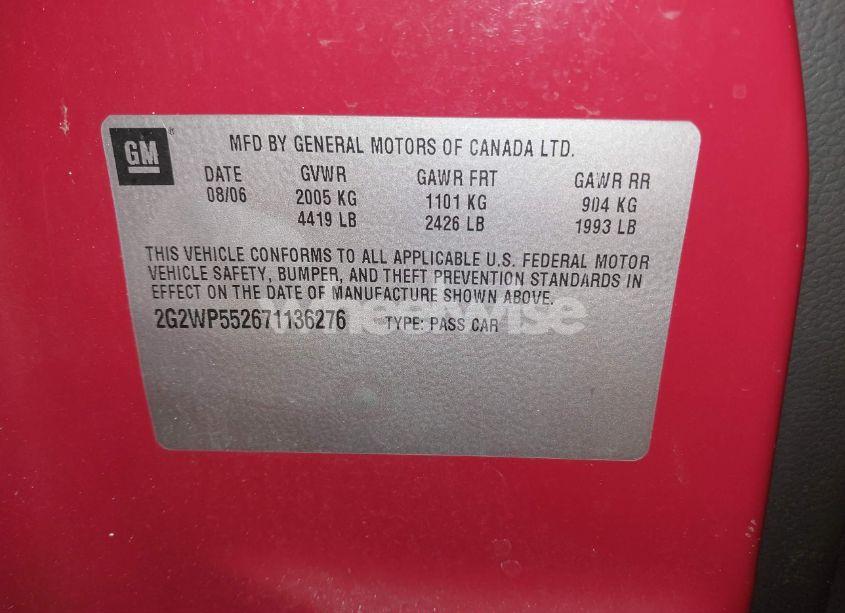 GM
MFD BY GENERAL MOTORS OF CANADA LTD.
DATE GVWR GAWR FRT GAWR RR
08/06 2005 KG 1101 KG 904 KG
4419 LB 2426 LB 1993 LB
THIS VEHICLE CONFORMS TO ALL APPLICABLE U.S. FEDERAL MOTOR
VEHICLE SAFETY, BUMPER, AND THEFT PREVENTION STANDARDS IN
EFFECT ON THE DATE OF MANUFACTURE SHOWN ABOVE.
2G2WP552671136276 TYPE: PASS CAR
Wheelwise